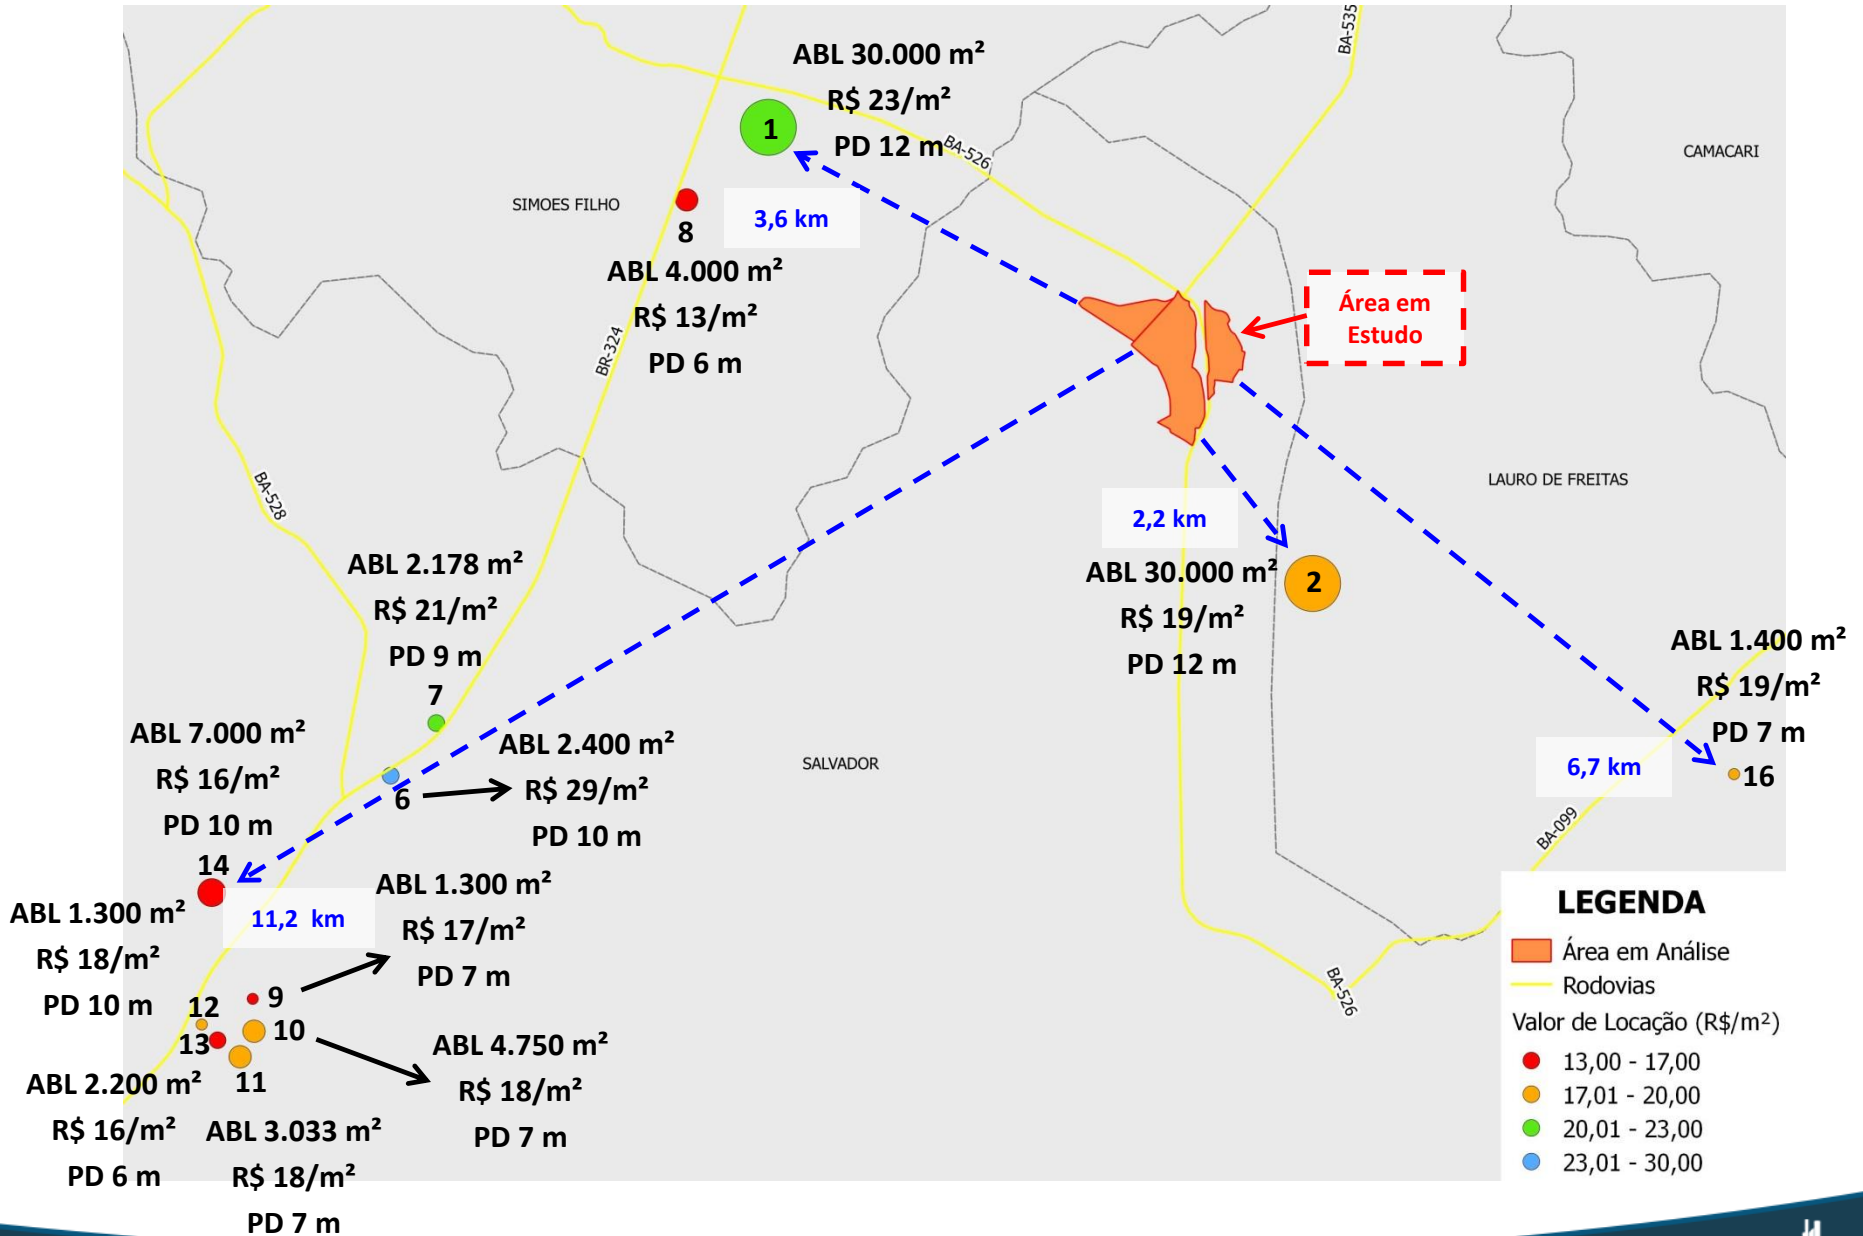 ABL 30.000 m²
R$ 23/m²
PD 12 m
1
BA-535
BA-526
CAMACARI
SIMOES FILHO
8
3,6 km
ABL 4.000 m²
R$ 13/m²
PD 6 m
BR-324
Área em
Estudo
LAURO DE FREITAS
BA-528
2,2 km
ABL 30.000 m²
R$ 19/m²
PD 12 m
2
ABL 2.178 m²
R$ 21/m²
PD 9 m
7
ABL 1.400 m²
R$ 19/m²
PD 7 m
16
6,7 km
ABL 7.000 m²
R$ 16/m²
PD 10 m
14
ABL 2.400 m²
R$ 29/m²
PD 10 m
6
SALVADOR
BA-099
11,2 km
ABL 1.300 m²
R$ 18/m²
PD 10 m
12
ABL 1.300 m²
R$ 17/m²
PD 7 m
9
10
13
11
ABL 4.750 m²
R$ 18/m²
PD 7 m
ABL 2.200 m²
R$ 16/m²
PD 6 m
ABL 3.033 m²
R$ 18/m²
PD 7 m
BA-526
LEGENDA
Área em Análise
Rodovias
Valor de Locação (R$/m²)
13,00 - 17,00
17,01 - 20,00
20,01 - 23,00
23,01 - 30,00